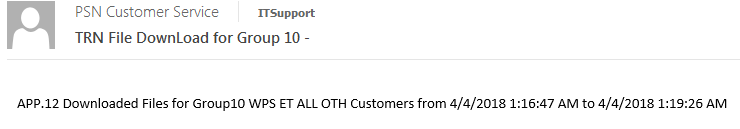 PSN Customer Service ITSupport
TRN File DownLoad for Group 10 -
APP.12 Downloaded Files for Group10 WPS ET ALL OTH Customers from 4/4/2018 1:16:47 AM to 4/4/2018 1:19:26 AM